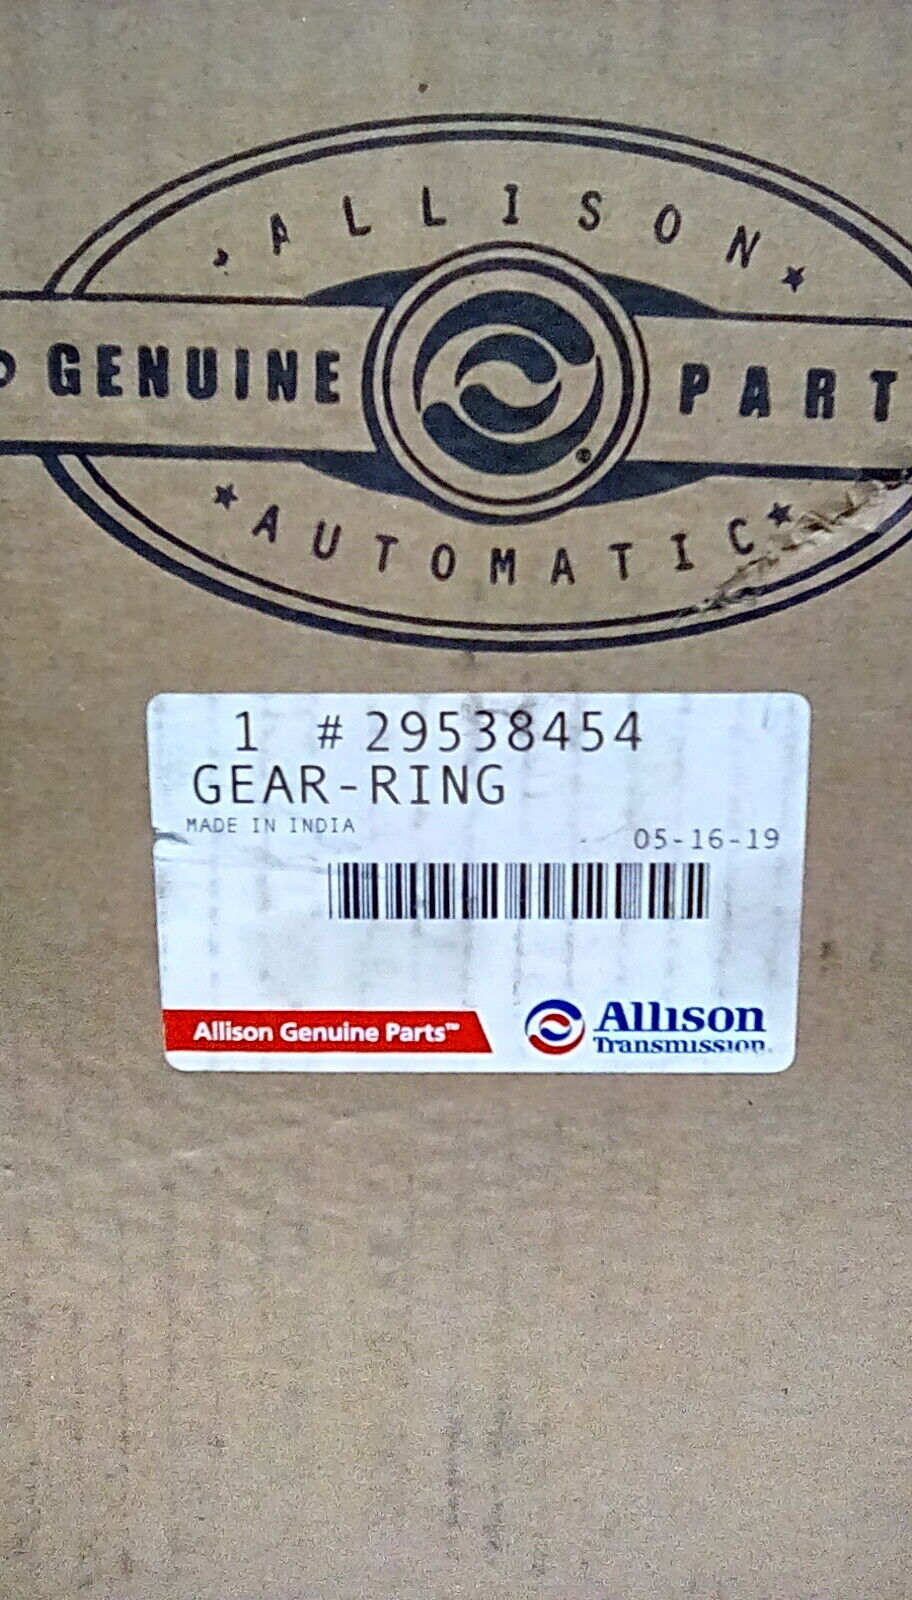 ALLISON
GENUINE PART
AUTOMATIC
®
1 #29538454
GEAR-RING
MADE IN INDIA
05-16-19
Allison Genuine Parts™
Allison
Transmission.